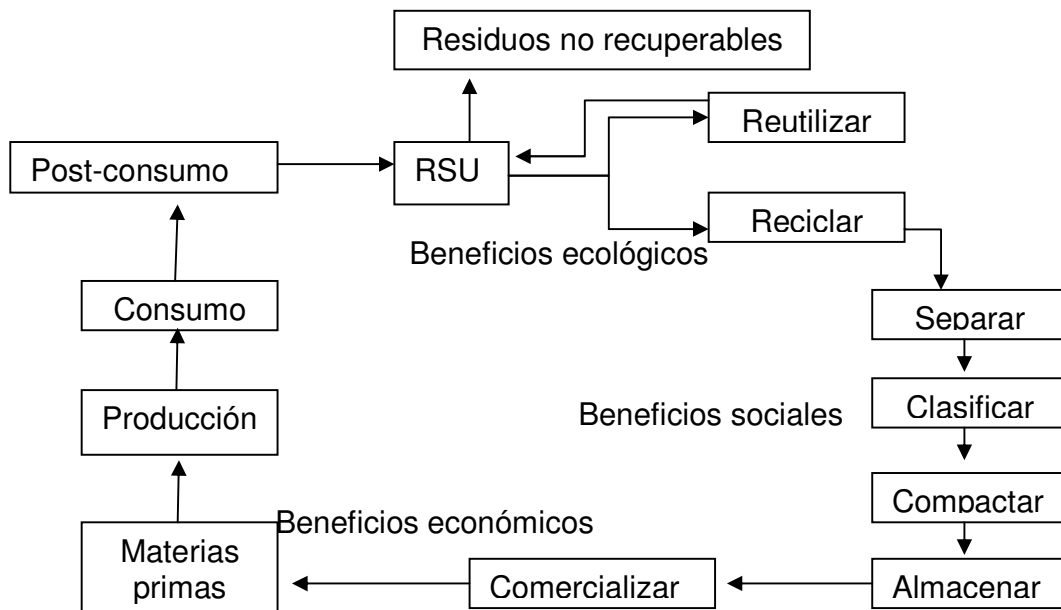 Residuos no recuperables
Reutilizar
Post-consumo
RSU
Reciclar
Beneficios ecológicos
Consumo
Separar
Producción
Beneficios sociales
Clasificar
Compactar
Beneficios económicos
Materias
primas
Comercializar
Almacenar